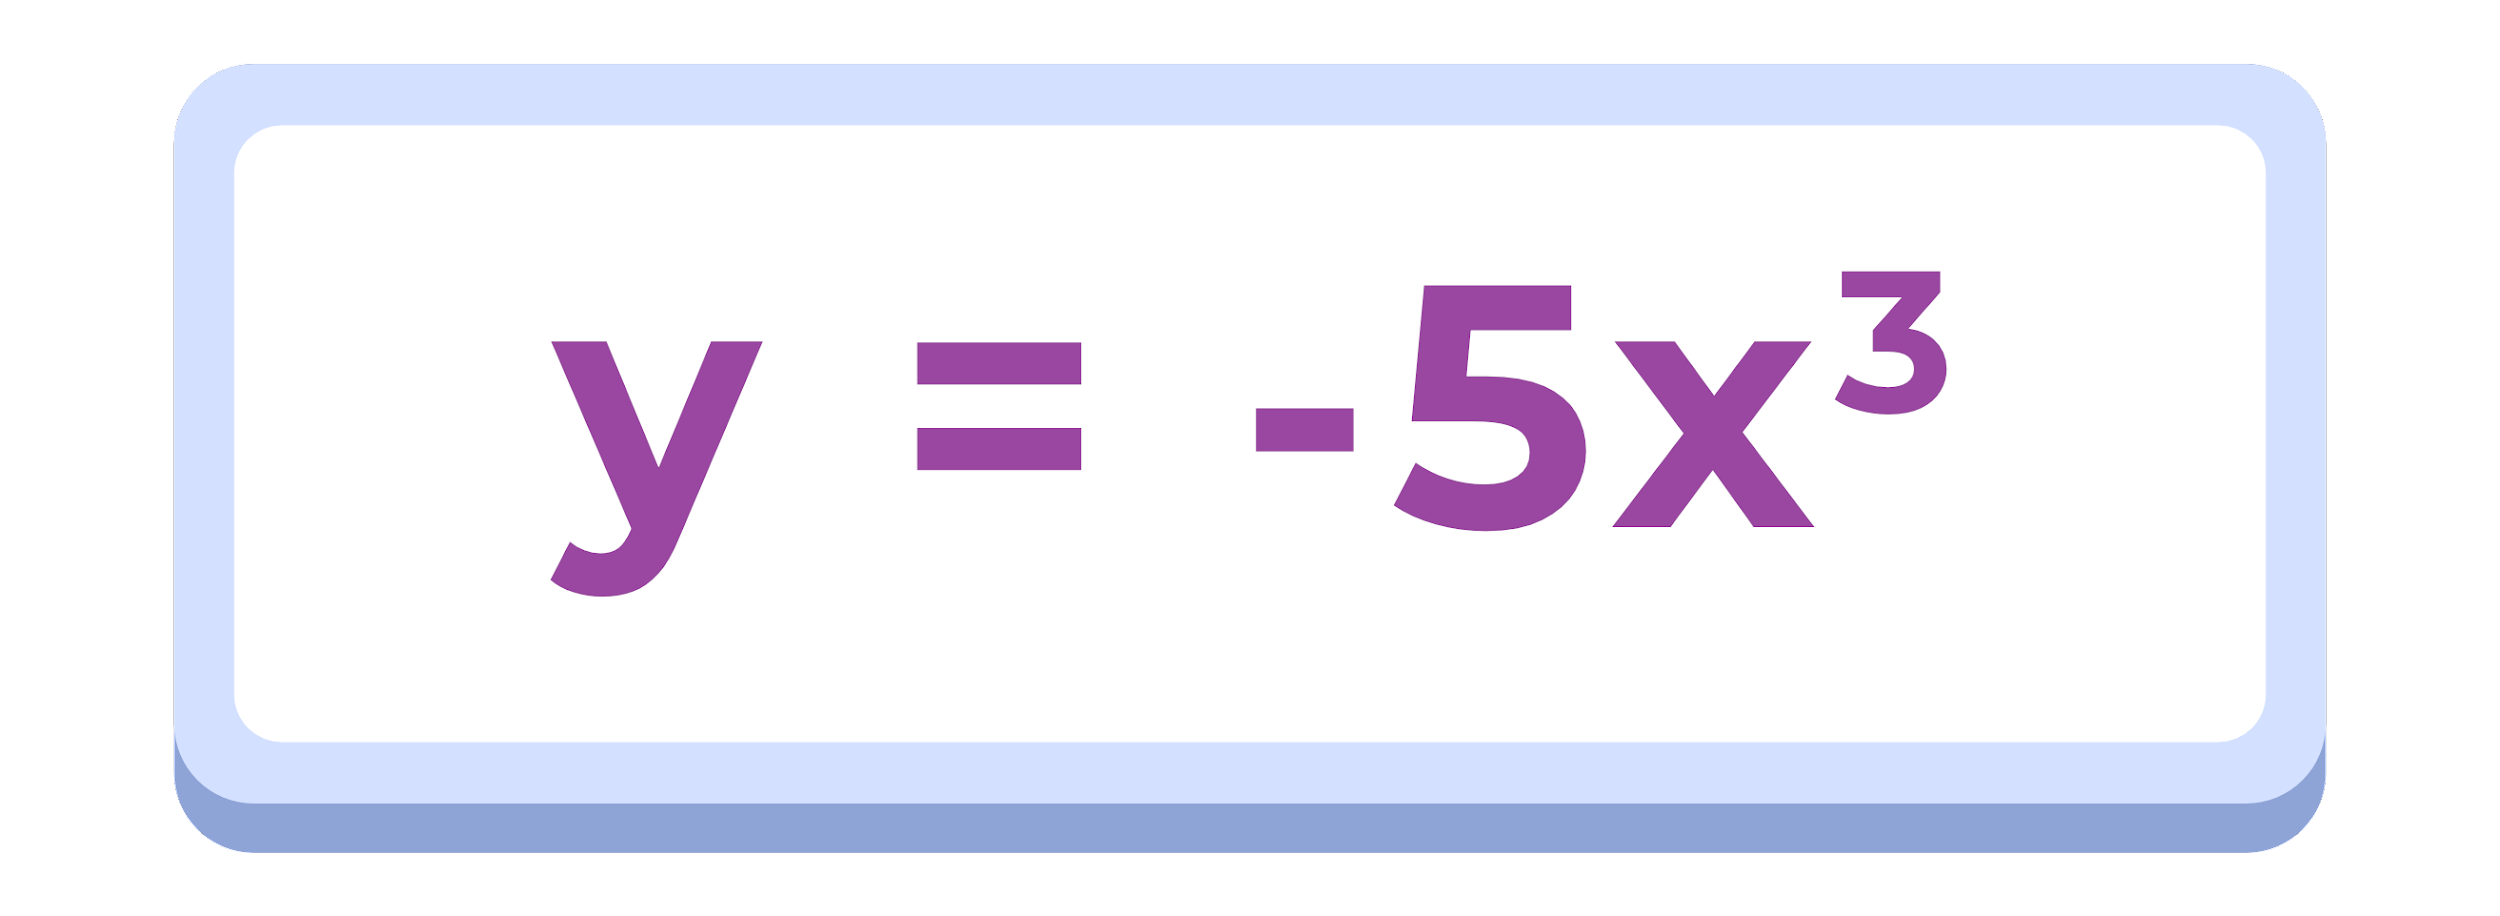 y = -5x³